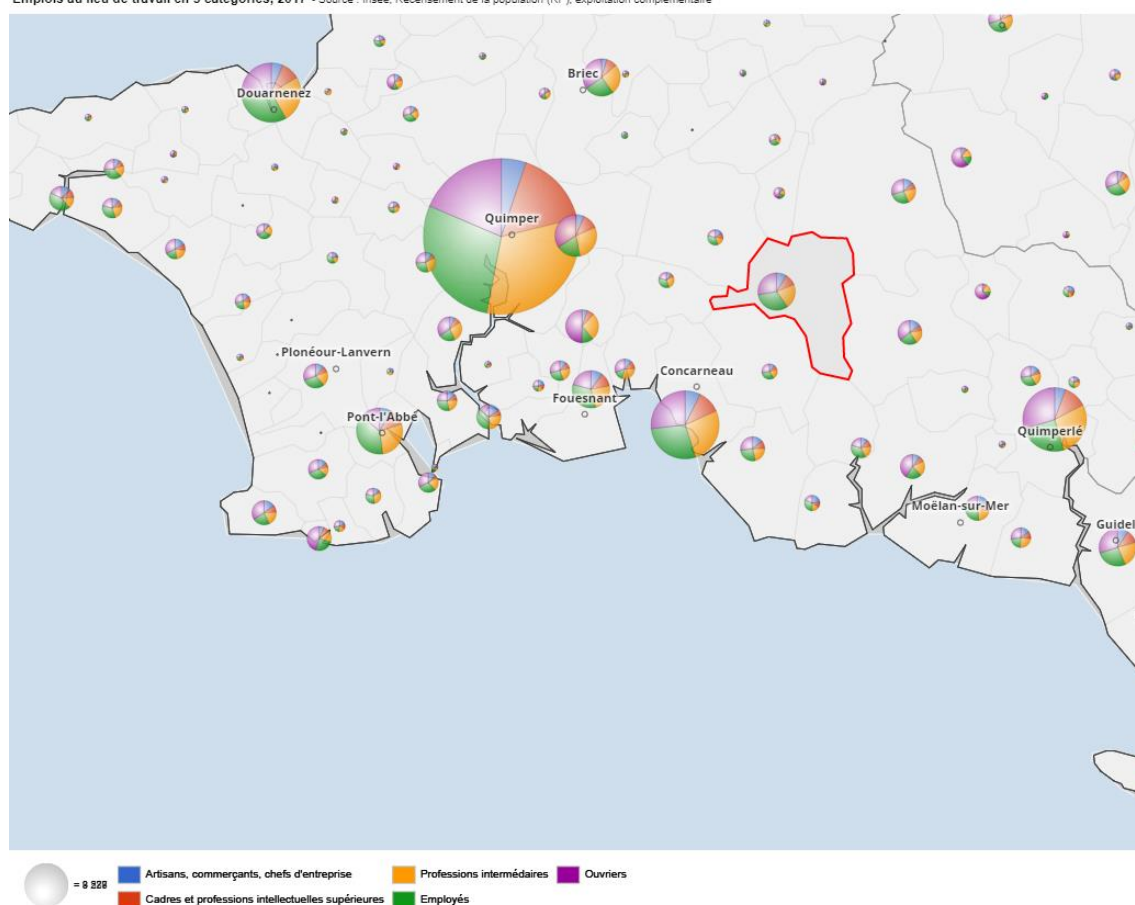 Emplois au lieu de travail en 5 catégories, 2017 - Source : Insee, Recensement de la population (RP), exploitation complémentaire
Briec
Douarnenez
Quimper
Plonéour-Lanvern
Concarneau
Fouesnant
Pont-l'Abbé
Quimperlé
Moëlan-sur-Mer
Guidel
Artisans, commerçants, chefs d'entreprise
Professions intermédaires
Ouvriers
Cadres et professions intellectuelles supérieures
Employés